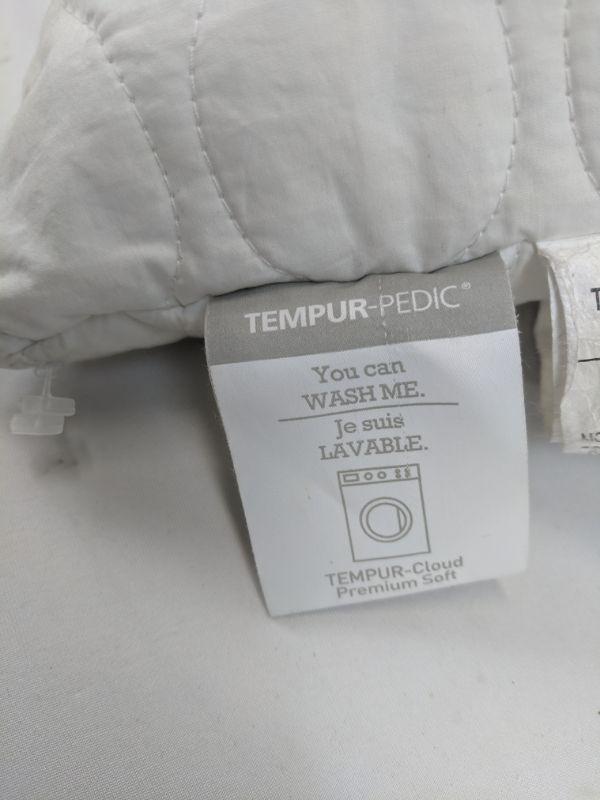 TEMPUR-PEDIC®
You can
WASH ME.
Je suis
LAVABLE.
TEMPUR-Cloud
Premium Soft